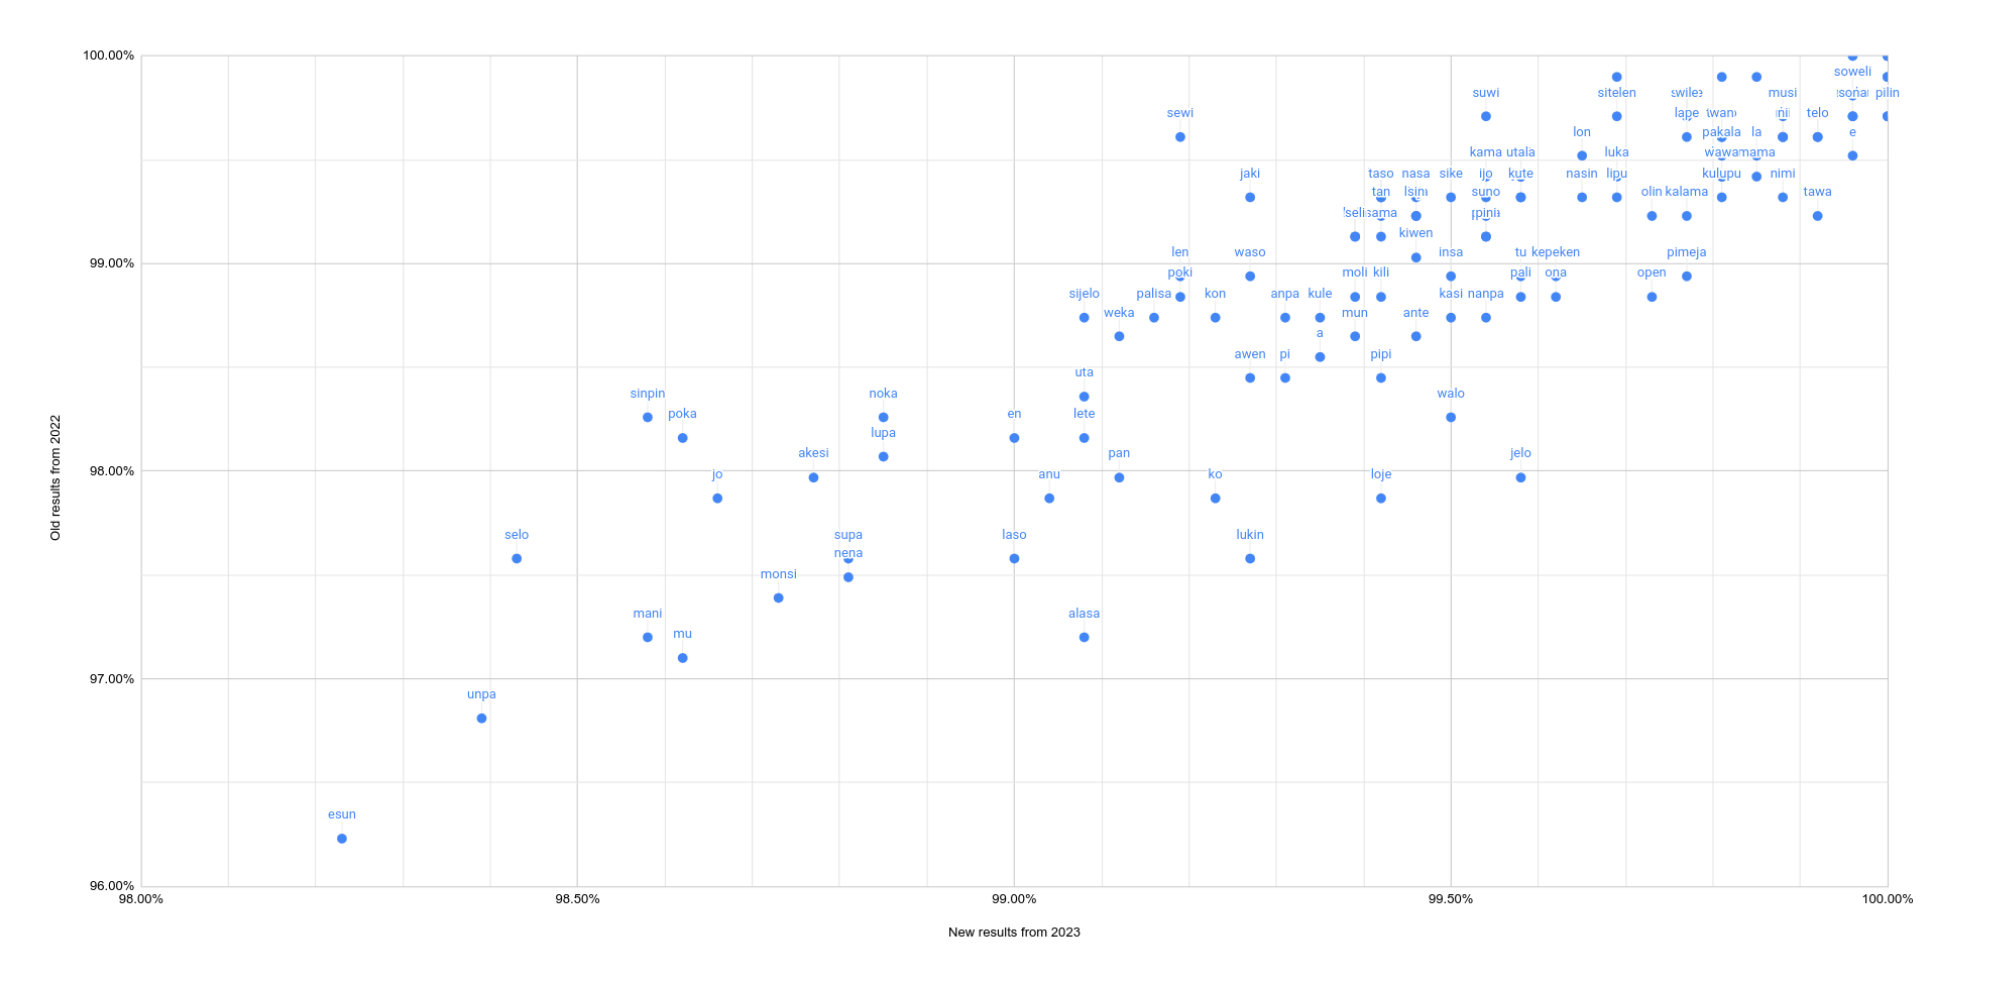 100.00%
soweli
suwi sitelen musi pilin
sewi lape telo
lon pakala la e
kama utala luka mama
jaki taso nasa sike ijo kute nasin lipu kulupu nimi
tan suno olin kalama tawa
sama
kiwen
99.00%
len waso insa tu kepeken pimeja
poki moli kili pali ona open
sijelo palisa kon anpa kule kasi nanpa
weka mun ante
a
awen pi pipi
uta
sinpin noka walo
poka en lete
lupa
akesi pan jelo
98.00%
jo anu ko loje
selo supa laso lukin
nena
monsi
mani alasa
mu
97.00%
unpa
esun
96.00%
98.00% 98.50% 99.00% 99.50% 100.00%
New results from 2023
Old results from 2022